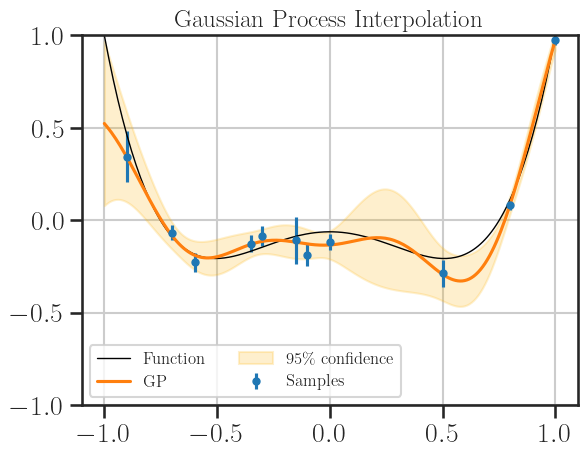 Gaussian Process Interpolation
1.0
0.5
0.0
−0.5
−1.0
Function
GP
95% confidence
Samples
−1.0 −0.5 0.0 0.5 1.0